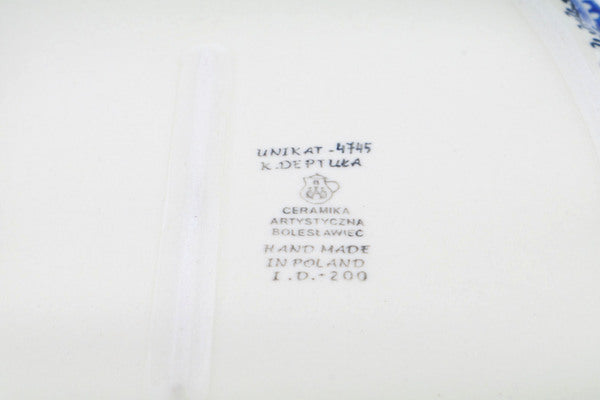 UNIKAT-4745
K.DEPTUŁA
CERAMIKA
ARTYSTYCZNA
BOLESŁAWIEC
HAND MADE
IN POLAND
I.D.-200